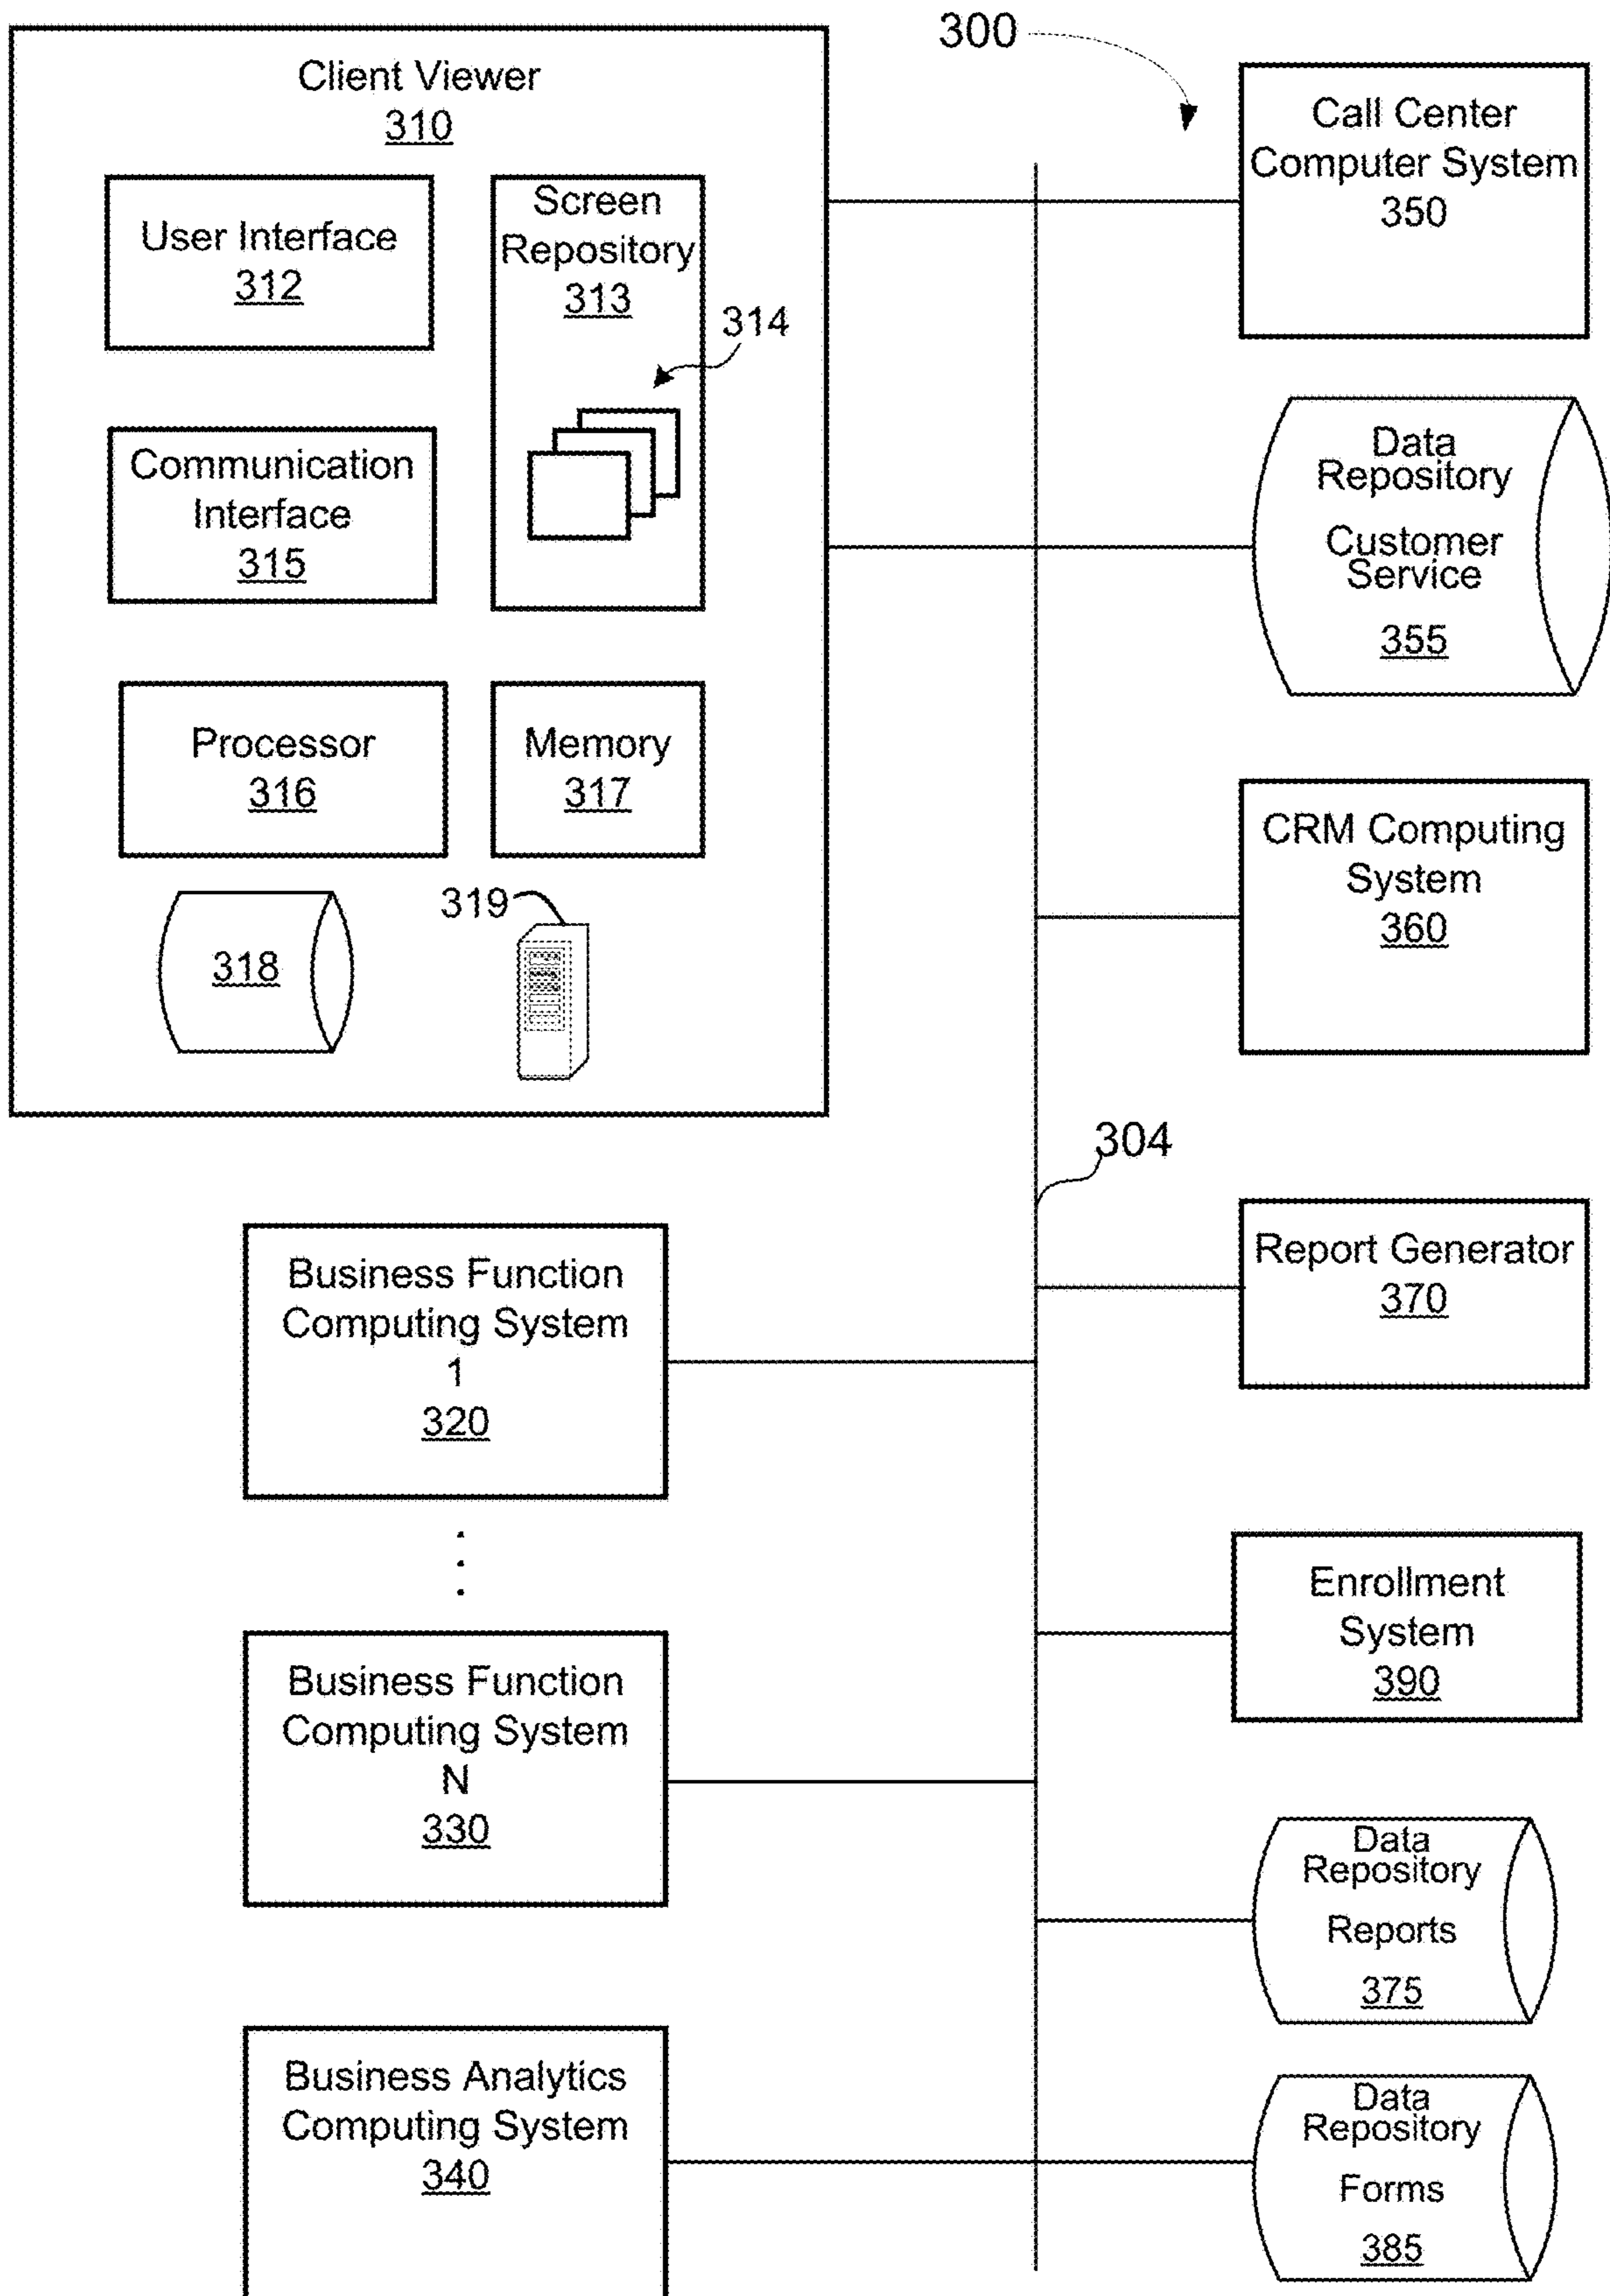 300
Client Viewer
310
User Interface
312
Screen
Repository
313
314
Communication
Interface
315
Processor
316
Memory
317
318
319
Call Center
Computer System
350
Data
Repository
Customer
Service
355
CRM Computing
System
360
304
Report Generator
370
Business Function
Computing System
1
320
Enrollment
System
390
Business Function
Computing System
N
330
Data
Repository
Reports
375
Business Analytics
Computing System
340
Data
Repository
Forms
385